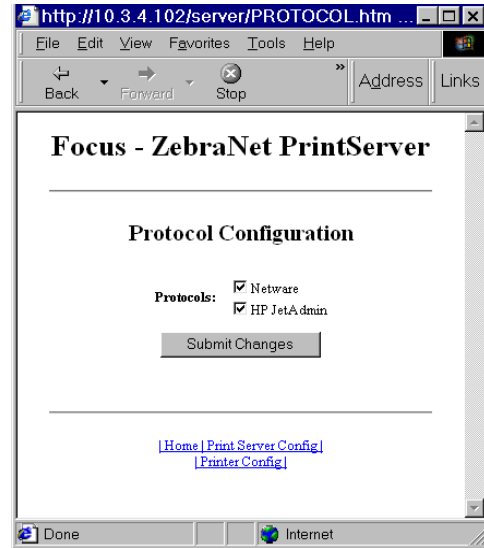 http://10.3.4.102/server/PROTOCOL.htm ...
File Edit View Favorites Tools Help
Back Forward Stop » Address Links
Focus - ZebraNet PrintServer
Protocol Configuration
Protocols:
Netware
HP JetAdmin
Submit Changes
| Home | Print Server Config |
| Printer Config |
Done Internet